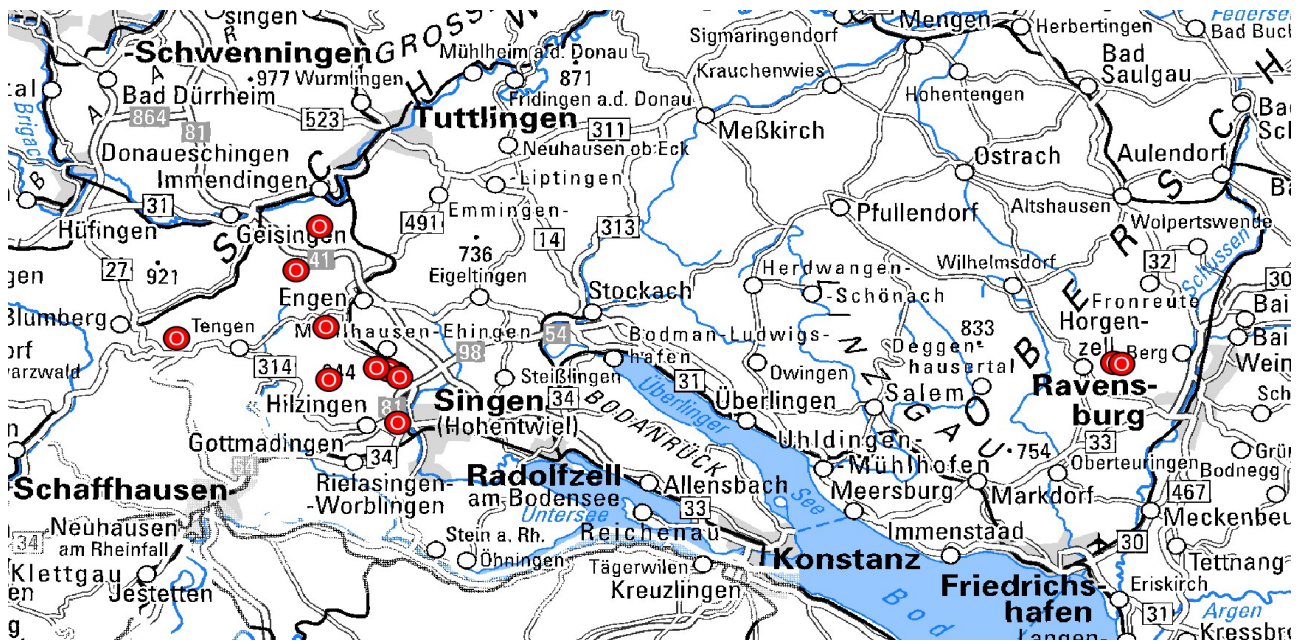 singen
Schwenningen
977 Wurmlingen
Bad Dürrheim
864
81
523
Brigach
Donaueschingen
Immendingen
31
Hüfingen
Geisingen
41
27
921
Engen
Blumberg
Tengen
Mühlheim a.d. Donau
871
Fridingen a.d. Donau
Tuttlingen
311
Neuhausen ob Eck
Liptingen
491
Emmingen-
14
313
736
Eigeltingen
Sigmaringendorf
Krauchenwies
Meßkirch
Mengen
Herbertingen
Bad Buch
Bad
Saulgau
Hohentengen
Ostrach
Aulendorf
Altshausen
Pfullendorf
Wolpertswende
32
Schussen
30
Wilhelmsdorf
Fronreute
Horgen-
zell
Berg
Herdwangen-
-Schönach
Stockach
Bodman-Ludwigs-
hafen
54
98
833
Deggen-
hausertal
Owingen
314
Hilzingen
Steißlingen
34
31
Überlinger
See
Überlingen
Salem
Ravens-
burg
33
Singen
(Hohentwiel)
81
BODANRÜCK
Gottmadingen
34
Rielasingen-
-Worblingen
Uhldingen-
-Mühlhofen
754
Oberteuringen
Bodnegg
Schaffhausen
Radolfzell
am Bodensee
Allensbach
Meersburg
Markdorf
467
Meckenbeu
Neuhausen
am Rheinfall
34
Untersee
33
Reichenau
Immenstaad
30
Stein a. Rh.
Öhningen
Tägerwilen
Kreuzlingen
Konstanz
Tettnang
Klettgau
Jestetten
Friedrichs-
hafen
Eriskirch
31
Argen
Bod
Kressbr
Langen-